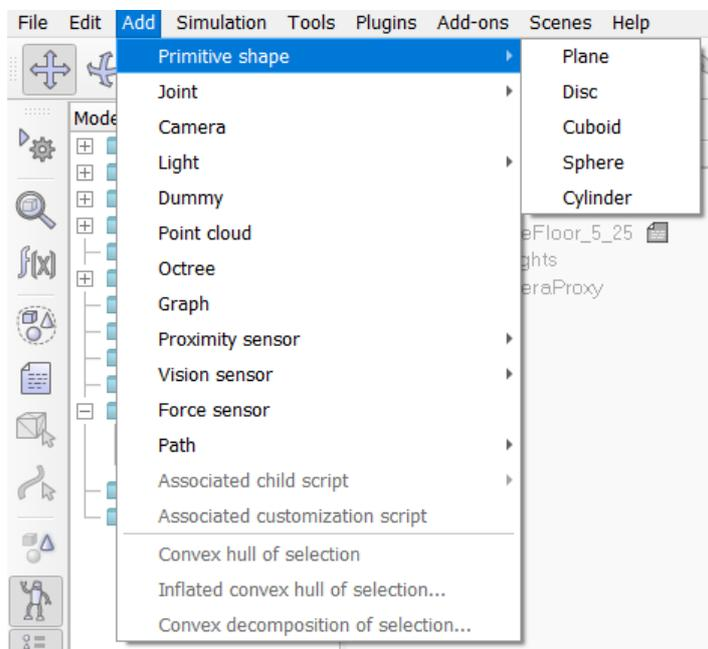 File Edit Add Simulation Tools Plugins Add-ons Scenes Help
Primitive shape
Plane
Joint
Disc
Mode
Camera
Cuboid
Light
Sphere
Dummy
Cylinder
Point cloud
eFloor_5_25
f(x)
Octree
ghts
eraProxy
Graph
Proximity sensor
Vision sensor
Force sensor
Path
Associated child script
Associated customization script
Convex hull of selection
Inflated convex hull of selection...
Convex decomposition of selection...